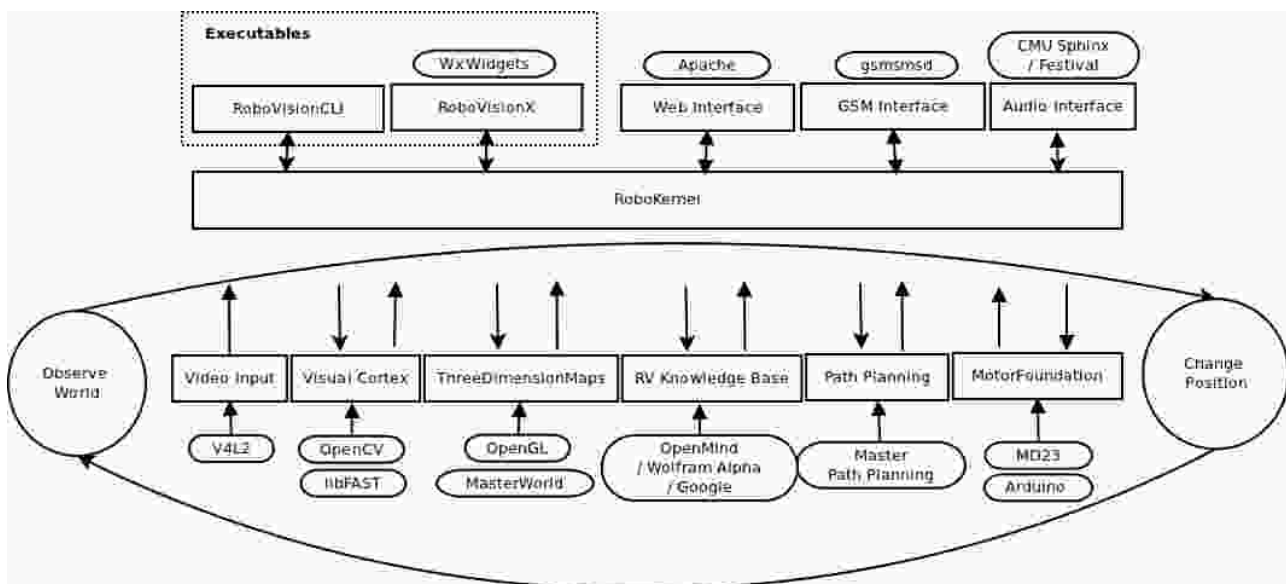 Executables
WxWidgets
Apache
gsmsmsd
CMU Sphinx
/ Festival
RoboVisionCLI
RoboVisionX
Web Interface
GSM Interface
Audio Interface
RoboKernel
Observe
World
Video Input
Visual Cortex
ThreeDimensionMaps
RV Knowledge Base
Path Planning
MotorFoundation
Change
Position
V4L2
OpenCV
libFAST
OpenGL
MasterWorld
OpenMind
/ Wolfram Alpha
/ Google
Master
Path Planning
MD23
Arduino